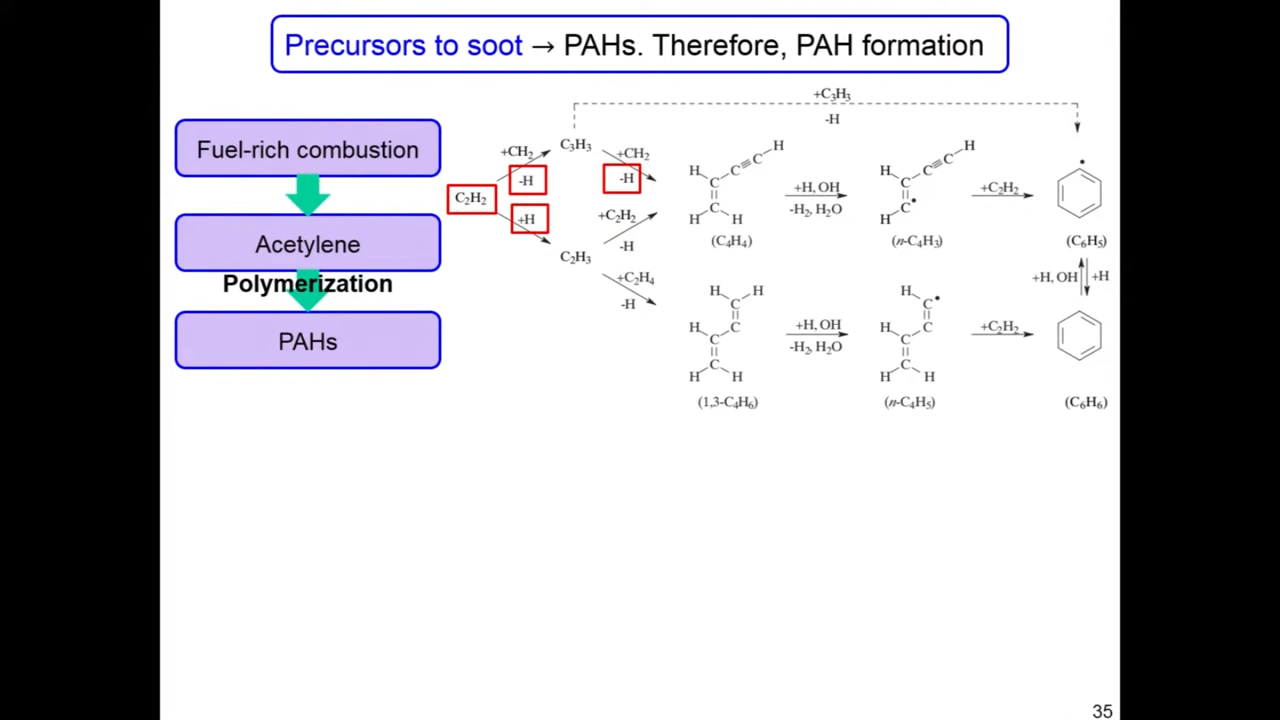 Precursors to soot → PAHs. Therefore, PAH formation
Fuel-rich combustion
Acetylene
Polymerization
PAHs
+C₃H₃
-H
C₂H₂
+CH₂
-H
+H
C₃H₃
C₂H₃
+CH₂
-H
+C₂H₂
-H
+C₂H₄
-H
H
C≡C
H
C
C
H
H
(C₄H₄)
+H, OH
-H₂, H₂O
H
C≡C
H
C
C•
H
(n-C₄H₃)
+C₂H₂
•
(C₆H₅)
+H, OH
+H
H
H
C
H
C
C
C
H
H
(1,3-C₄H₆)
+H, OH
-H₂, H₂O
H
C•
H
C
C
C
H
H
(n-C₄H₅)
+C₂H₂
(C₆H₆)
35